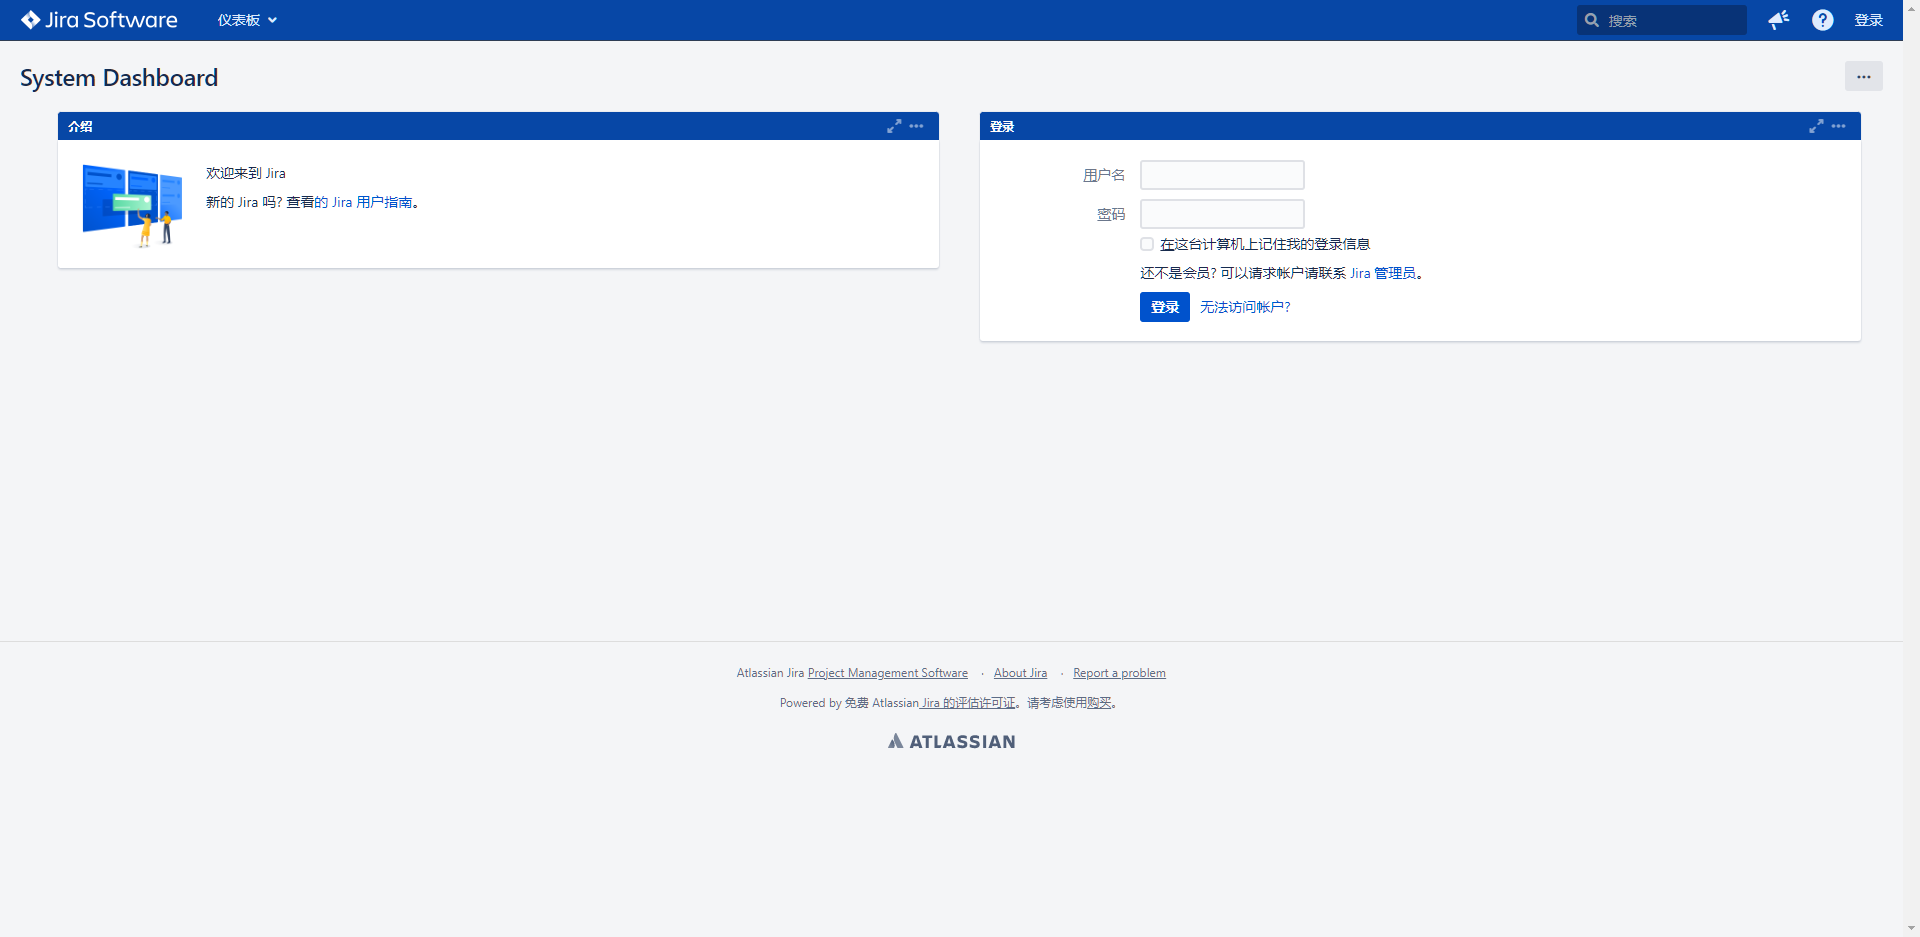 Jira Software 仪表板 搜索 登录
System Dashboard
介绍
欢迎来到 Jira
新的 Jira 吗? 查看的 Jira 用户指南。
登录
用户名
密码
在这台计算机上记住我的登录信息
还不是会员? 可以请求帐户请联系 Jira 管理员。
登录 无法访问帐户?
Atlassian Jira Project Management Software · About Jira · Report a problem
Powered by 免费 Atlassian Jira 的评估许可证。请考虑使用购买。
ATLASSIAN